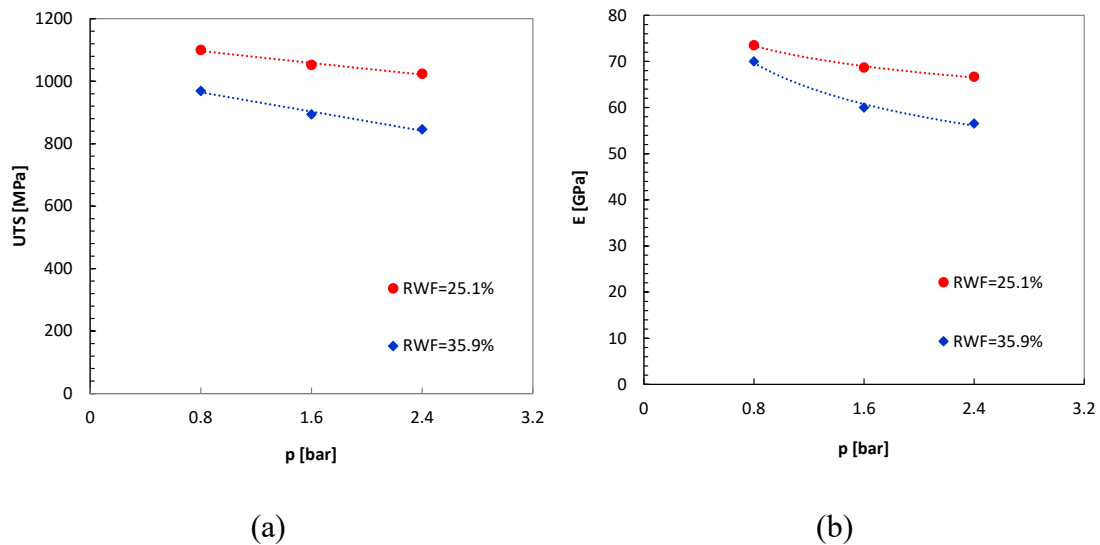 1200
1000
800
600
400
200
0
UTS [MPa]
RWF=25.1%
RWF=35.9%
0 0.8 1.6 2.4 3.2
p [bar]
(a)
80
70
60
50
40
30
20
10
0
E [GPa]
RWF=25.1%
RWF=35.9%
0 0.8 1.6 2.4 3.2
p [bar]
(b)